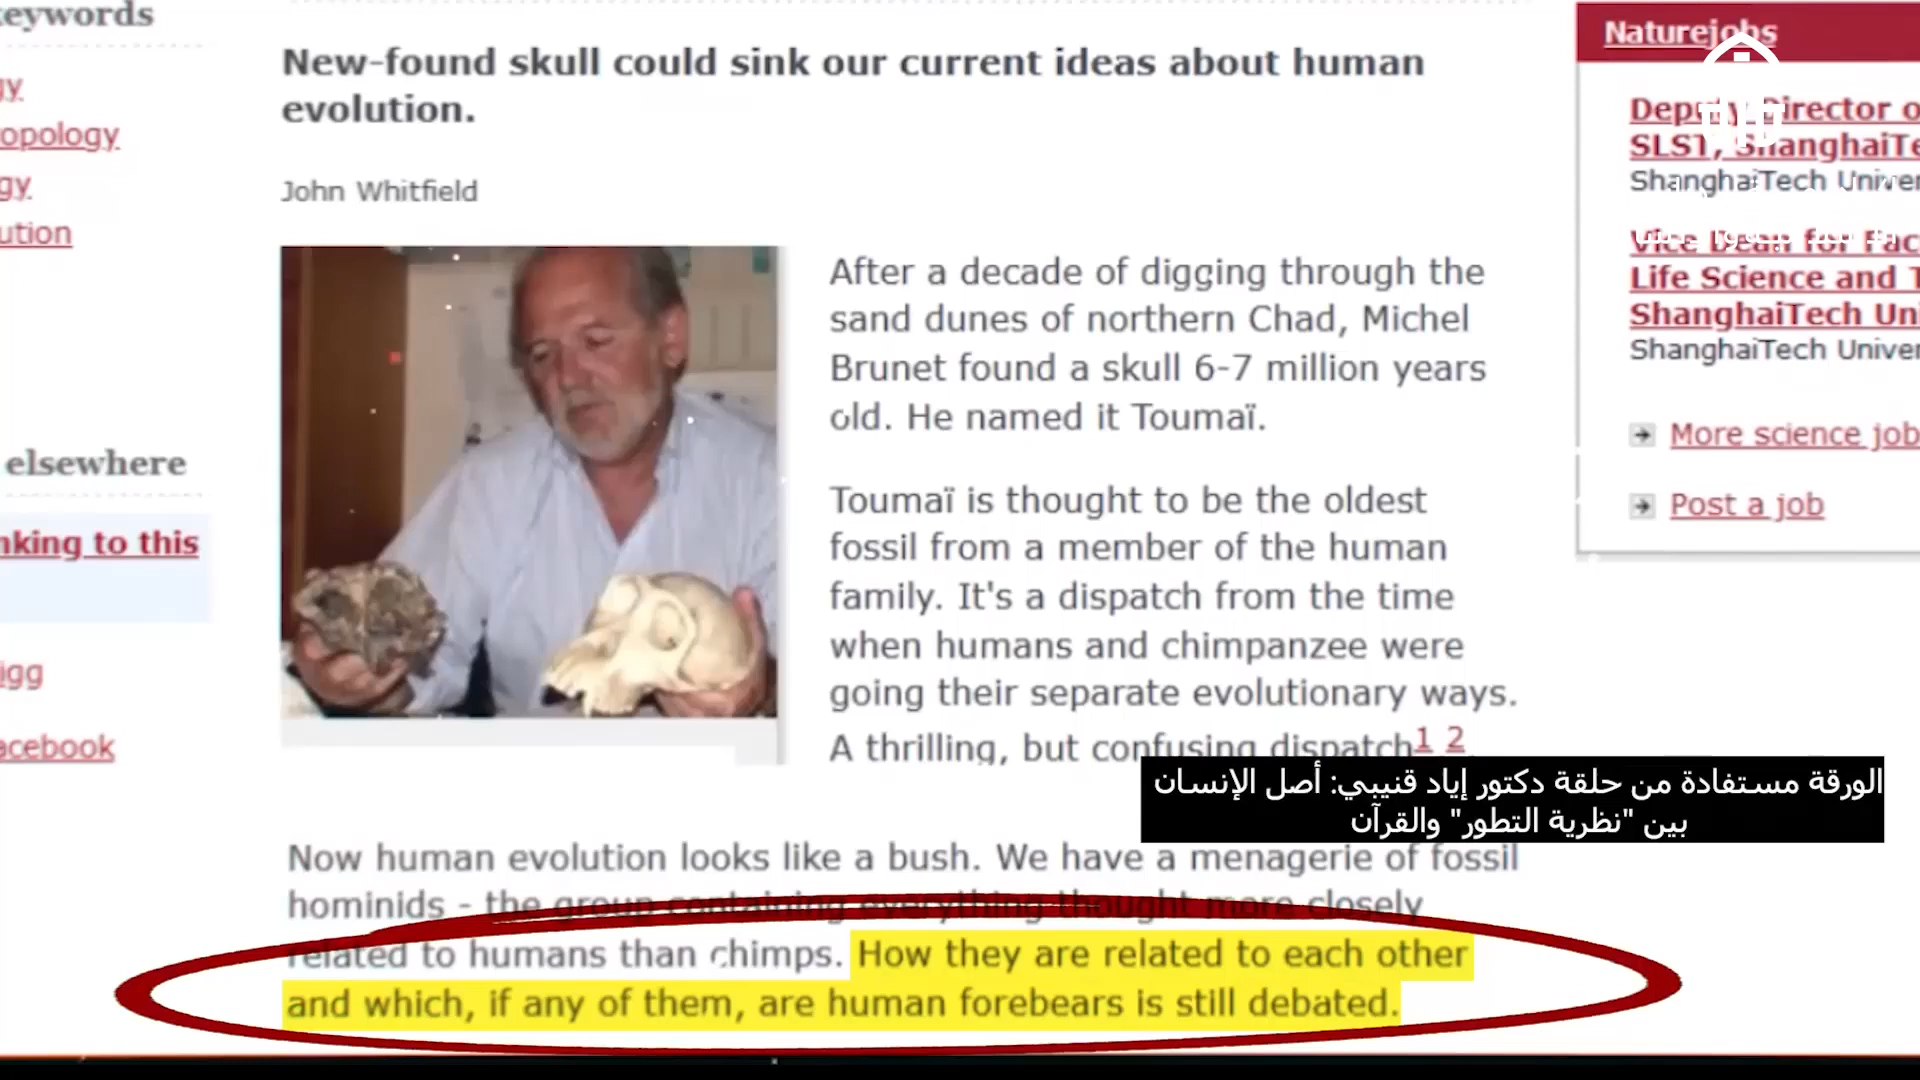 eywords
gy
opology
gy
ution
elsewhere
nking to this
igg
acebook
New-found skull could sink our current ideas about human
evolution.
John Whitfield
After a decade of digging through the
sand dunes of northern Chad, Michel
Brunet found a skull 6-7 million years
old. He named it Toumaï.
Toumaï is thought to be the oldest
fossil from a member of the human
family. It's a dispatch from the time
when humans and chimpanzee were
going their separate evolutionary ways.
A thrilling, but confusing dispatch1 2.
الورقة مستفادة من حلقة دكتور إياد قنيبي: أصل الإنسان
بين "نظرية التطور" والقرآن
Now human evolution looks like a bush. We have a menagerie of fossil
hominids - the group containing everything thought more closely
related to humans than chimps. How they are related to each other
and which, if any of them, are human forebears is still debated.
Naturejobs
Deputy Director o
SLST, ShanghaiTe
ShanghaiTech Univer
Vice Dean for Fac
Life Science and T
ShanghaiTech Uni
ShanghaiTech Univer
More science job
Post a job